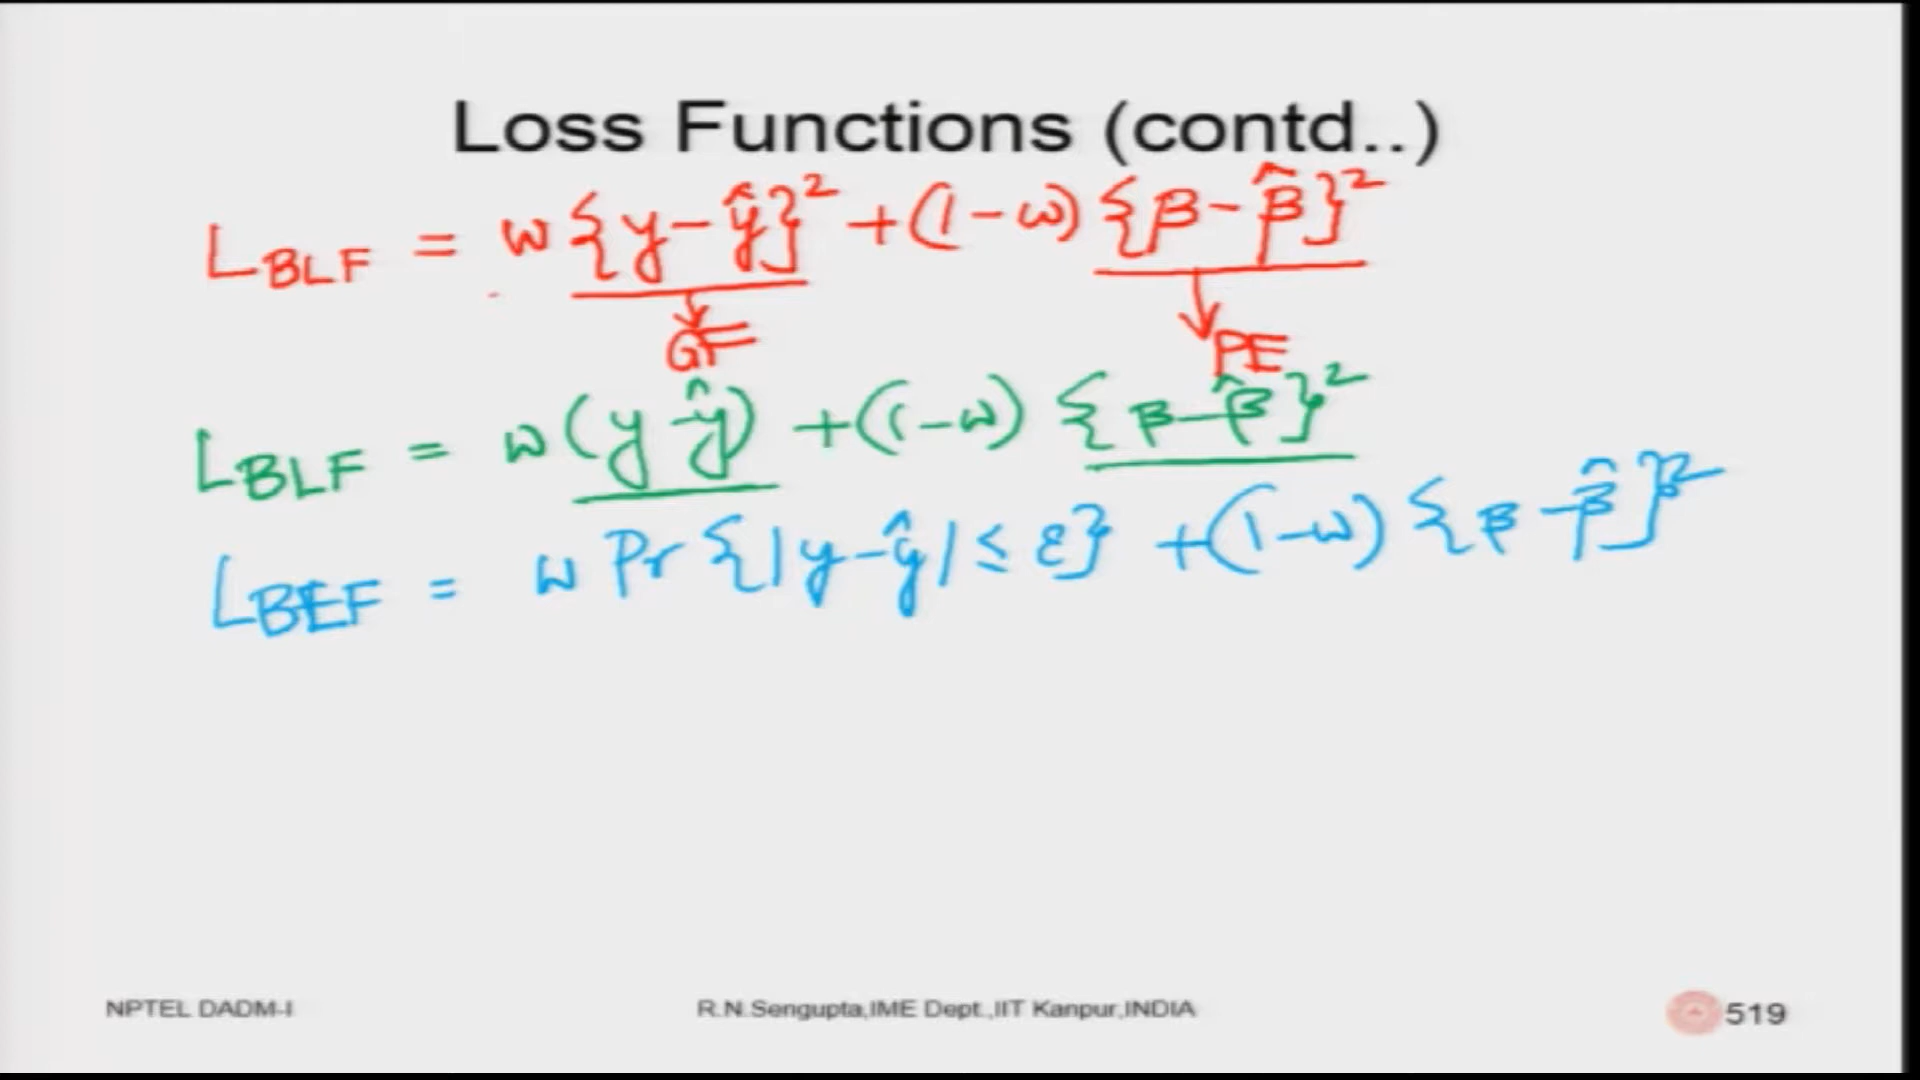 Loss Functions (contd..)
L_BLF = w{y-ŷ}² + (1-w){β-β̂}²
GF PE
L_BLF = w(y ŷ) + (1-w){β-β̂}²
L_BEF = w Pr{|y-ŷ| ≤ ε} + (1-w){β-β̂}²
NPTEL DADM-I R.N.Sengupta,IME Dept.,IIT Kanpur,INDIA 519